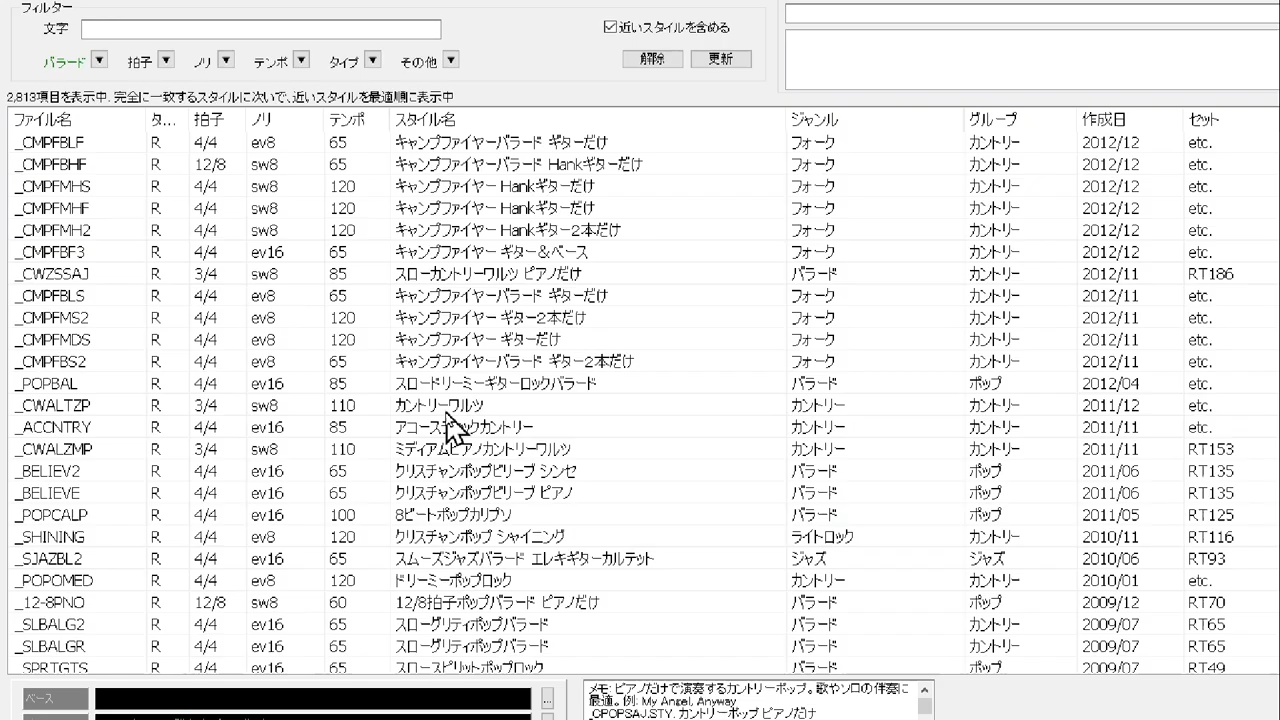 フィルター
文字
☑近いスタイルを含める
バラード ▼ 拍子 ▼ ノリ ▼ テンポ ▼ タイプ ▼ その他 ▼ 解除 更新
2,813項目を表示中. 完全に一致するスタイルに次いで、近いスタイルを最適順に表示中
ファイル名 タ... 拍子 ノリ テンポ スタイル名 ジャンル グループ 作成日 セット
_CMPFBLF R 4/4 ev8 65 キャンプファイヤーバラード ギターだけ フォーク カントリー 2012/12 etc.
_CMPFBHF R 12/8 sw8 65 キャンプファイヤーバラード Hankギターだけ フォーク カントリー 2012/12 etc.
_CMPFMHS R 4/4 sw8 120 キャンプファイヤー Hankギターだけ フォーク カントリー 2012/12 etc.
_CMPFMHF R 4/4 sw8 120 キャンプファイヤー Hankギターだけ フォーク カントリー 2012/12 etc.
_CMPFMH2 R 4/4 sw8 120 キャンプファイヤー Hankギター2本だけ フォーク カントリー 2012/12 etc.
_CMPFBF3 R 4/4 ev16 65 キャンプファイヤー ギター＆ベース フォーク カントリー 2012/12 etc.
_CWZSSAJ R 3/4 sw8 85 スローカントリーワルツ ピアノだけ バラード カントリー 2012/11 RT186
_CMPFBLS R 4/4 ev8 65 キャンプファイヤーバラード ギターだけ フォーク カントリー 2012/11 etc.
_CMPFMS2 R 4/4 ev8 120 キャンプファイヤー ギター2本だけ フォーク カントリー 2012/11 etc.
_CMPFMDS R 4/4 ev8 120 キャンプファイヤー ギターだけ フォーク カントリー 2012/11 etc.
_CMPFBS2 R 4/4 ev8 65 キャンプファイヤーバラード ギター2本だけ フォーク カントリー 2012/11 etc.
_POPBAL R 4/4 ev16 85 スロードリーミーギターロックバラード バラード ポップ 2012/04 etc.
_CWALTZP R 3/4 sw8 110 カントリーワルツ カントリー カントリー 2011/12 etc.
_ACCNTRY R 4/4 ev16 85 アコースティックカントリー カントリー カントリー 2011/11 etc.
_CWALZMP R 3/4 sw8 110 ミディアムピアノカントリーワルツ カントリー カントリー 2011/11 RT153
_BELIEV2 R 4/4 ev16 65 クリスチャンポップビリーブ シンセ バラード ポップ 2011/06 RT135
_BELIEVE R 4/4 ev16 65 クリスチャンポップビリーブ ピアノ バラード ポップ 2011/06 RT135
_POPCALP R 4/4 ev16 100 8ビートポップカリプソ バラード ポップ 2011/05 RT125
_SHINING R 4/4 ev8 120 クリスチャンポップ シャイニング ライトロック カントリー 2010/11 RT116
_SJAZBL2 R 4/4 ev16 65 スムーズジャズバラード エレキギターカルテット ジャズ ジャズ 2010/06 RT93
_POPOMED R 4/4 ev8 120 ドリーミーポップロック カントリー カントリー 2010/01 etc.
_12-8PNO R 12/8 sw8 60 12/8拍子ポップバラード ピアノだけ バラード ポップ 2009/12 RT70
_SLBALG2 R 4/4 ev16 65 スローグリティポップバラード バラード カントリー 2009/07 RT65
_SLBALGR R 4/4 ev16 65 スローグリティポップバラード バラード カントリー 2009/07 RT65
_SPRTGTS R 4/4 ev16 65 スロースピリットポップロック バラード ポップ 2009/07 RT49
ベース ...
メモ: ピアノだけで演奏するカントリーポップ。歌やソロの伴奏に
最適。例: My Angel, Anyway
_CPOPSAJ.STY, カントリーポップ ピアノだけ